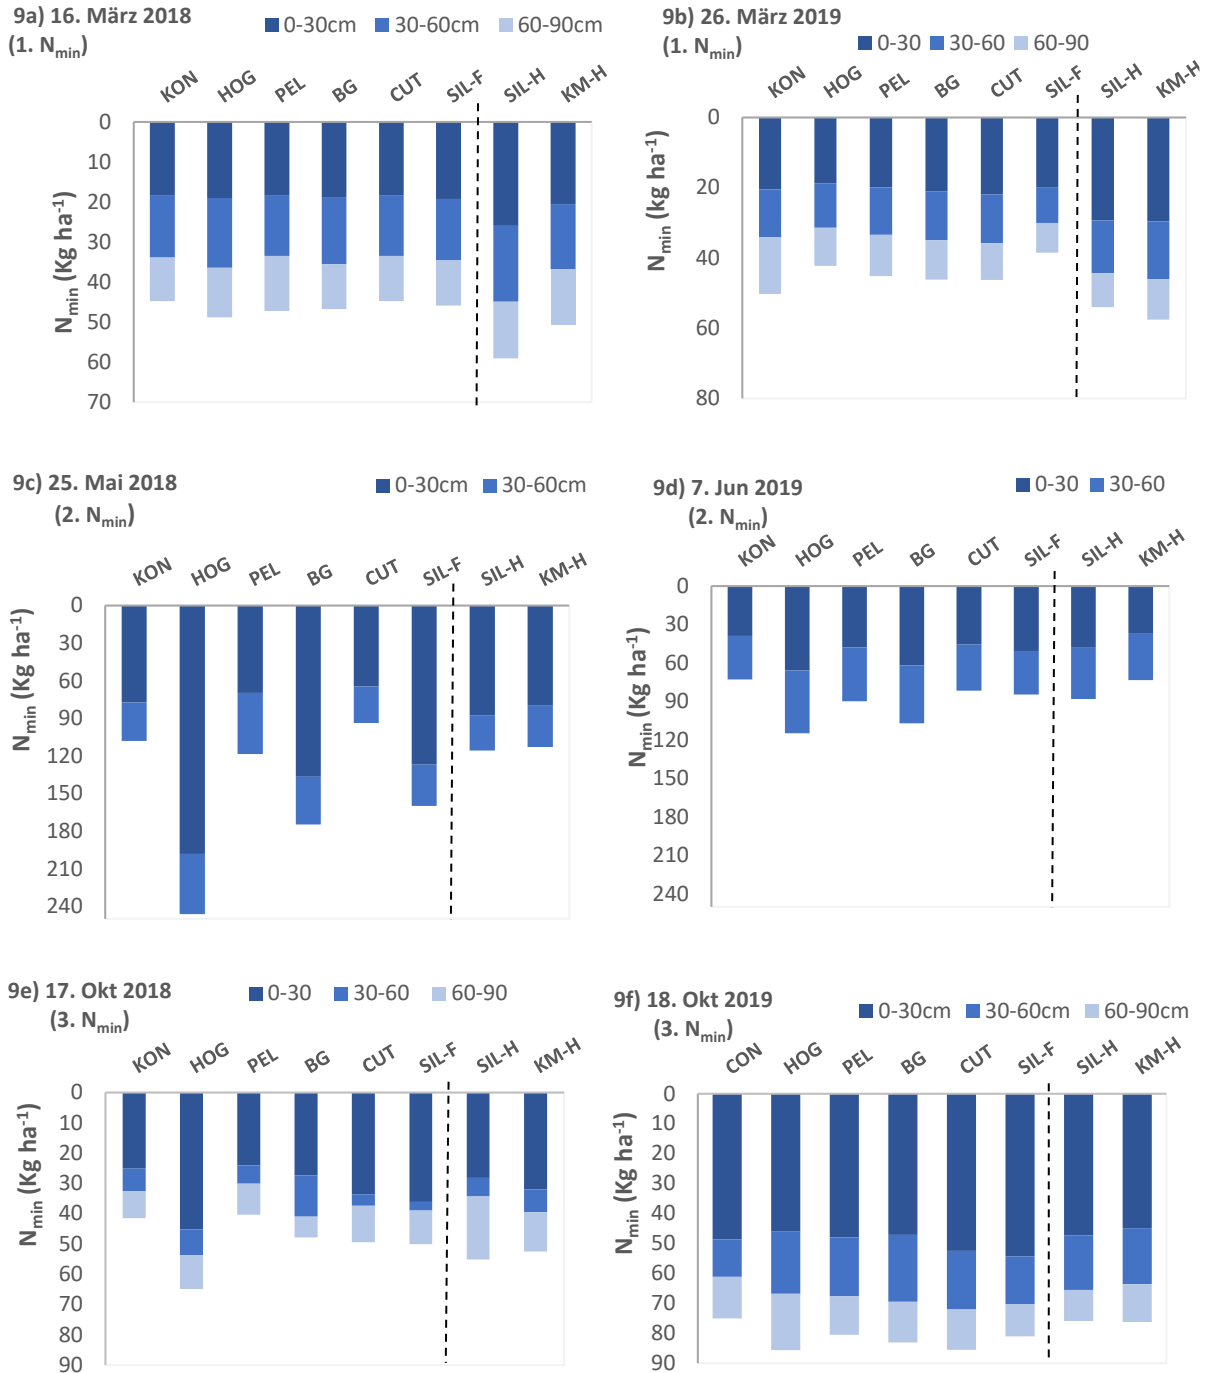 9a) 16. März 2018
(1. Nmin)
0-30cm 30-60cm 60-90cm
KON HOG PEL BG CUT SIL-F SIL-H KM-H
Nmin (Kg ha-1)
0
10
20
30
40
50
60
70
9b) 26. März 2019
(1. Nmin)
0-30 30-60 60-90
KON HOG PEL BG CUT SIL-F SIL-H KM-H
Nmin (kg ha-1)
0
20
40
60
80
9c) 25. Mai 2018
(2. Nmin)
0-30cm 30-60cm
KON HOG PEL BG CUT SIL-F SIL-H KM-H
Nmin (Kg ha-1)
0
30
60
90
120
150
180
210
240
9d) 7. Jun 2019
(2. Nmin)
0-30 30-60
KON HOG PEL BG CUT SIL-F SIL-H KM-H
Nmin (Kg ha-1)
0
30
60
90
120
150
180
210
240
9e) 17. Okt 2018
(3. Nmin)
0-30 30-60 60-90
KON HOG PEL BG CUT SIL-F SIL-H KM-H
Nmin (Kg ha-1)
0
10
20
30
40
50
60
70
80
90
9f) 18. Okt 2019
(3. Nmin)
0-30cm 30-60cm 60-90cm
CON HOG PEL BG CUT SIL-F SIL-H KM-H
Nmin (Kg ha-1)
0
10
20
30
40
50
60
70
80
90